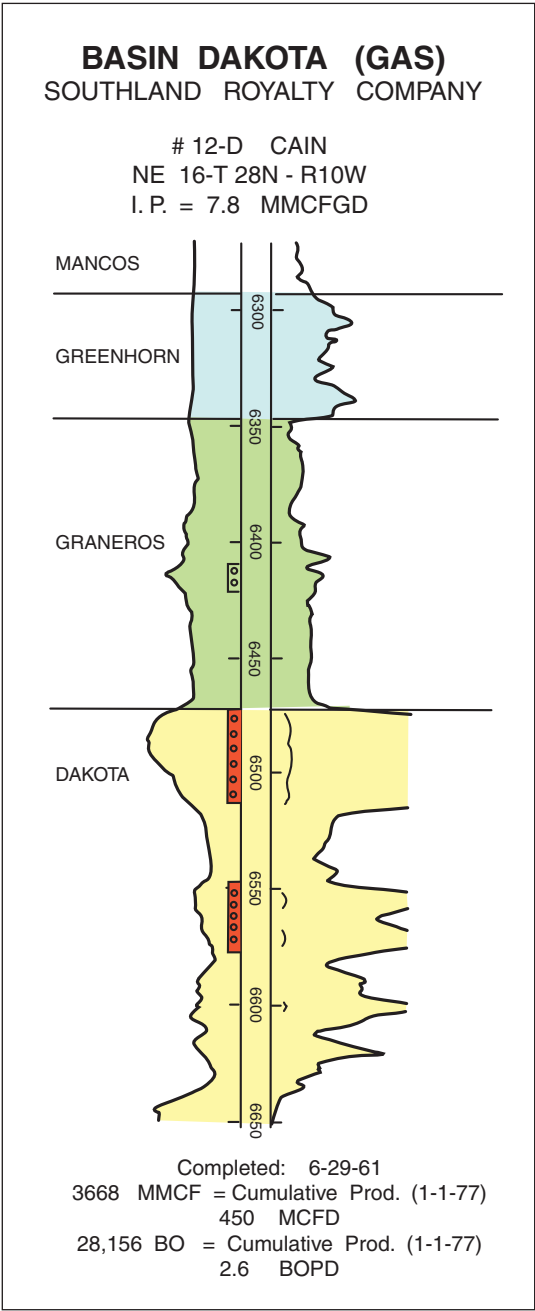 BASIN DAKOTA (GAS)
SOUTHLAND ROYALTY COMPANY
# 12-D CAIN
NE 16-T 28N - R10W
I. P. = 7.8 MMCFGD
MANCOS
6300
GREENHORN
6350
6400
GRANEROS
6450
DAKOTA
6500
6550
6600
6650
Completed: 6-29-61
3668 MMCF = Cumulative Prod. (1-1-77)
450 MCFD
28,156 BO = Cumulative Prod. (1-1-77)
2.6 BOPD